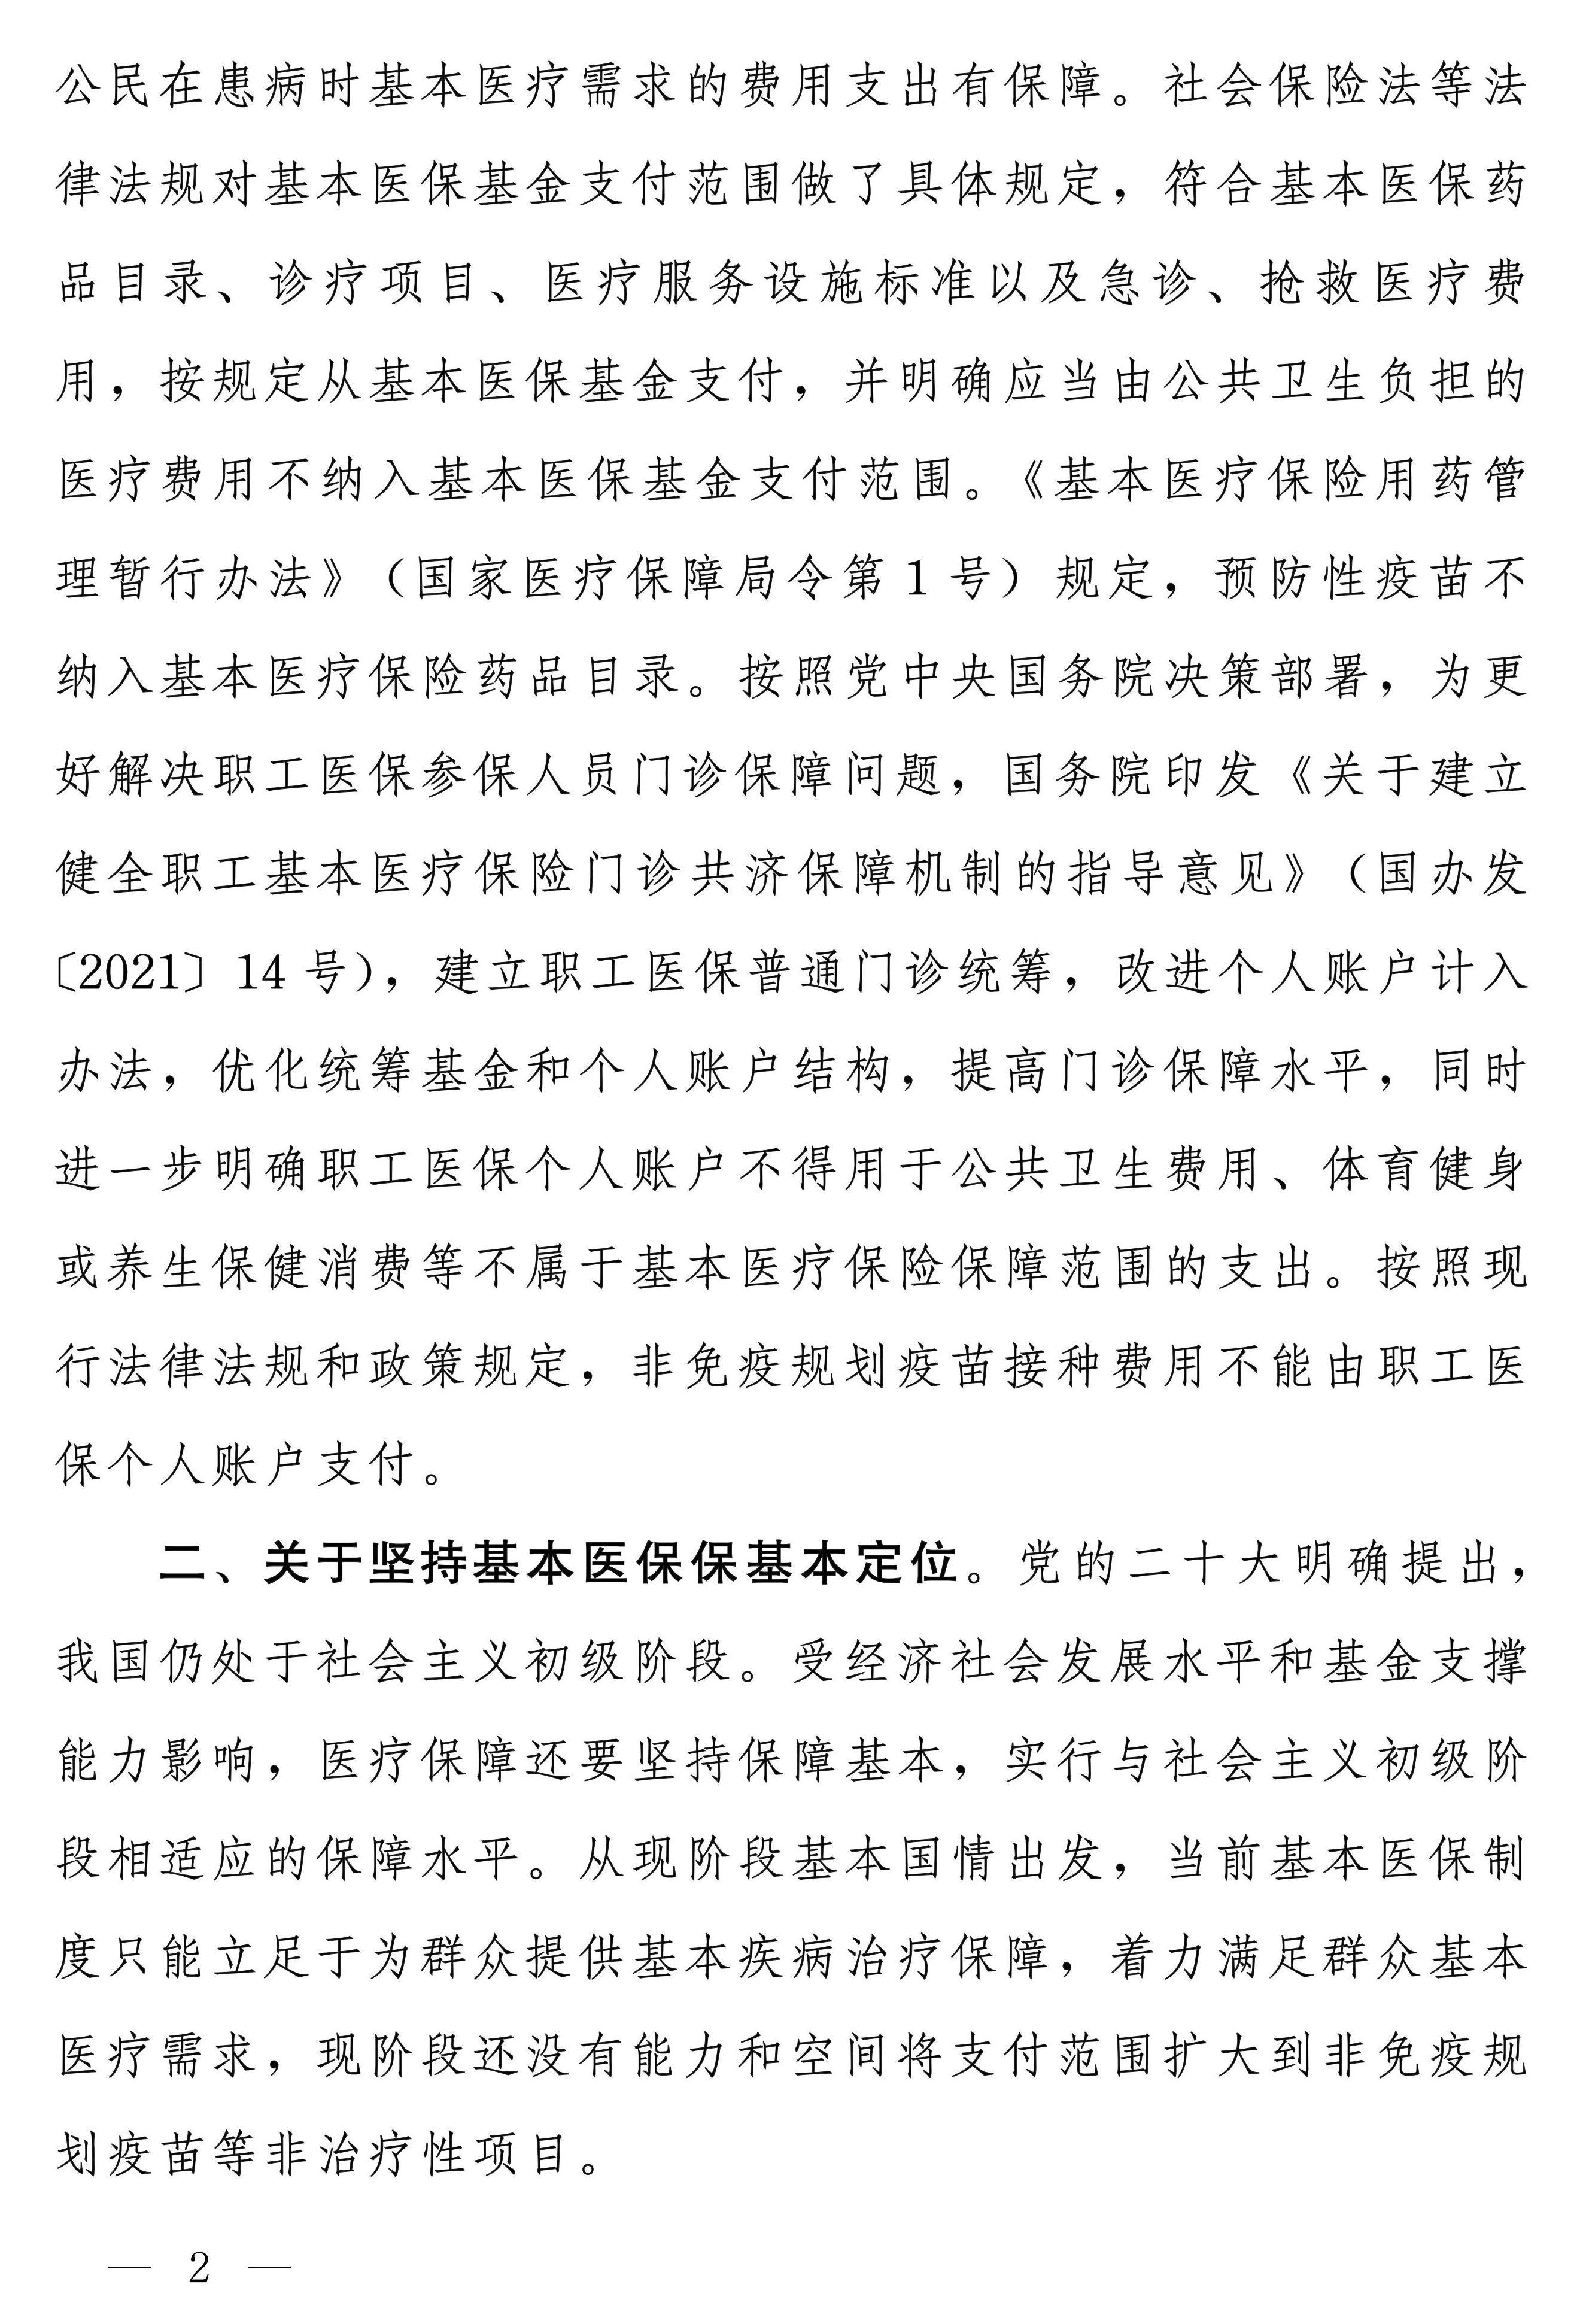 公民在患病时基本医疗需求的费用支出有保障。社会保险法等法
律法规对基本医保基金支付范围做了具体规定，符合基本医保药
品目录、诊疗项目、医疗服务设施标准以及急诊、抢救医疗费
用，按规定从基本医保基金支付，并明确应当由公共卫生负担的
医疗费用不纳入基本医保基金支付范围。《基本医疗保险用药管
理暂行办法》（国家医疗保障局令第 1 号）规定，预防性疫苗不
纳入基本医疗保险药品目录。按照党中央国务院决策部署，为更
好解决职工医保参保人员门诊保障问题，国务院印发《关于建立
健全职工基本医疗保险门诊共济保障机制的指导意见》（国办发
〔2021〕14 号），建立职工医保普通门诊统筹，改进个人账户计入
办法，优化统筹基金和个人账户结构，提高门诊保障水平，同时
进一步明确职工医保个人账户不得用于公共卫生费用、体育健身
或养生保健消费等不属于基本医疗保险保障范围的支出。按照现
行法律法规和政策规定，非免疫规划疫苗接种费用不能由职工医
保个人账户支付。
二、关于坚持基本医保保基本定位。党的二十大明确提出，
我国仍处于社会主义初级阶段。受经济社会发展水平和基金支撑
能力影响，医疗保障还要坚持保障基本，实行与社会主义初级阶
段相适应的保障水平。从现阶段基本国情出发，当前基本医保制
度只能立足于为群众提供基本疾病治疗保障，着力满足群众基本
医疗需求，现阶段还没有能力和空间将支付范围扩大到非免疫规
划疫苗等非治疗性项目。
— 2 —